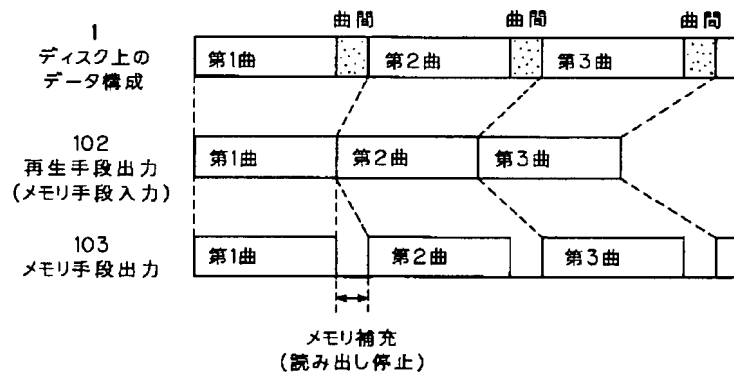 曲間 曲間 曲間
1
ディスク上の
データ構成
第1曲 第2曲 第3曲
102
再生手段出力
(メモリ手段入力)
第1曲 第2曲 第3曲
103
メモリ手段出力
第1曲 第2曲 第3曲
メモリ補充
(読み出し停止)